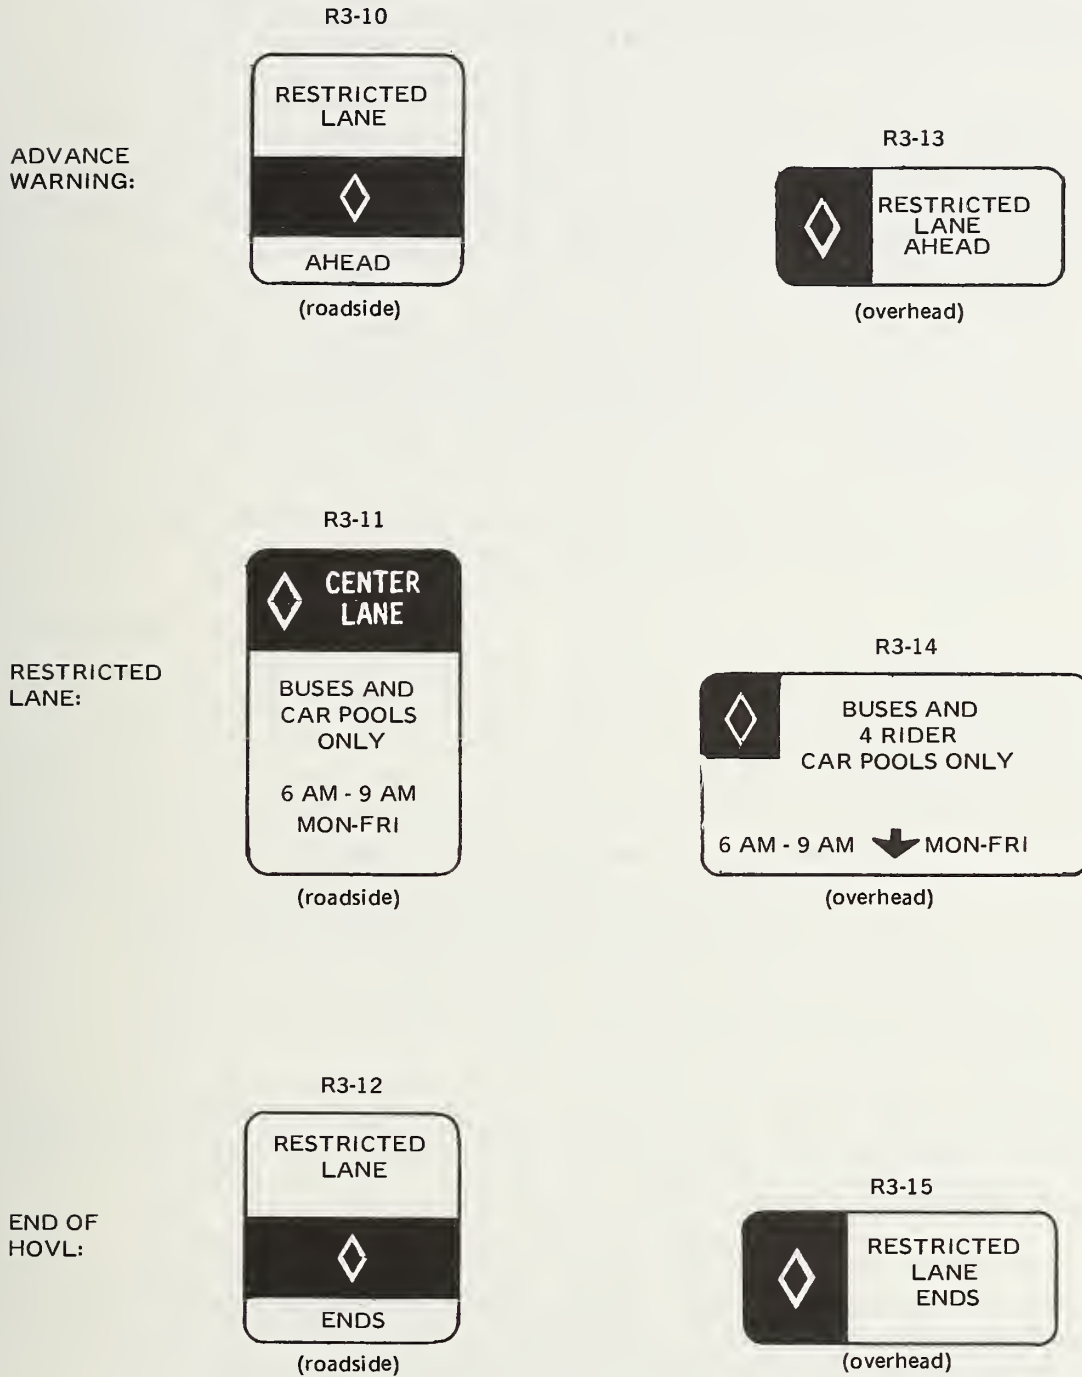 R3-10
RESTRICTED
LANE
AHEAD
(roadside)
ADVANCE
WARNING:
R3-13
RESTRICTED
LANE
AHEAD
(overhead)
R3-11
CENTER
LANE
BUSES AND
CAR POOLS
ONLY
6 AM - 9 AM
MON-FRI
(roadside)
RESTRICTED
LANE:
R3-14
BUSES AND
4 RIDER
CAR POOLS ONLY
6 AM - 9 AM MON-FRI
(overhead)
R3-12
RESTRICTED
LANE
ENDS
(roadside)
END OF
HOVL:
R3-15
RESTRICTED
LANE
ENDS
(overhead)